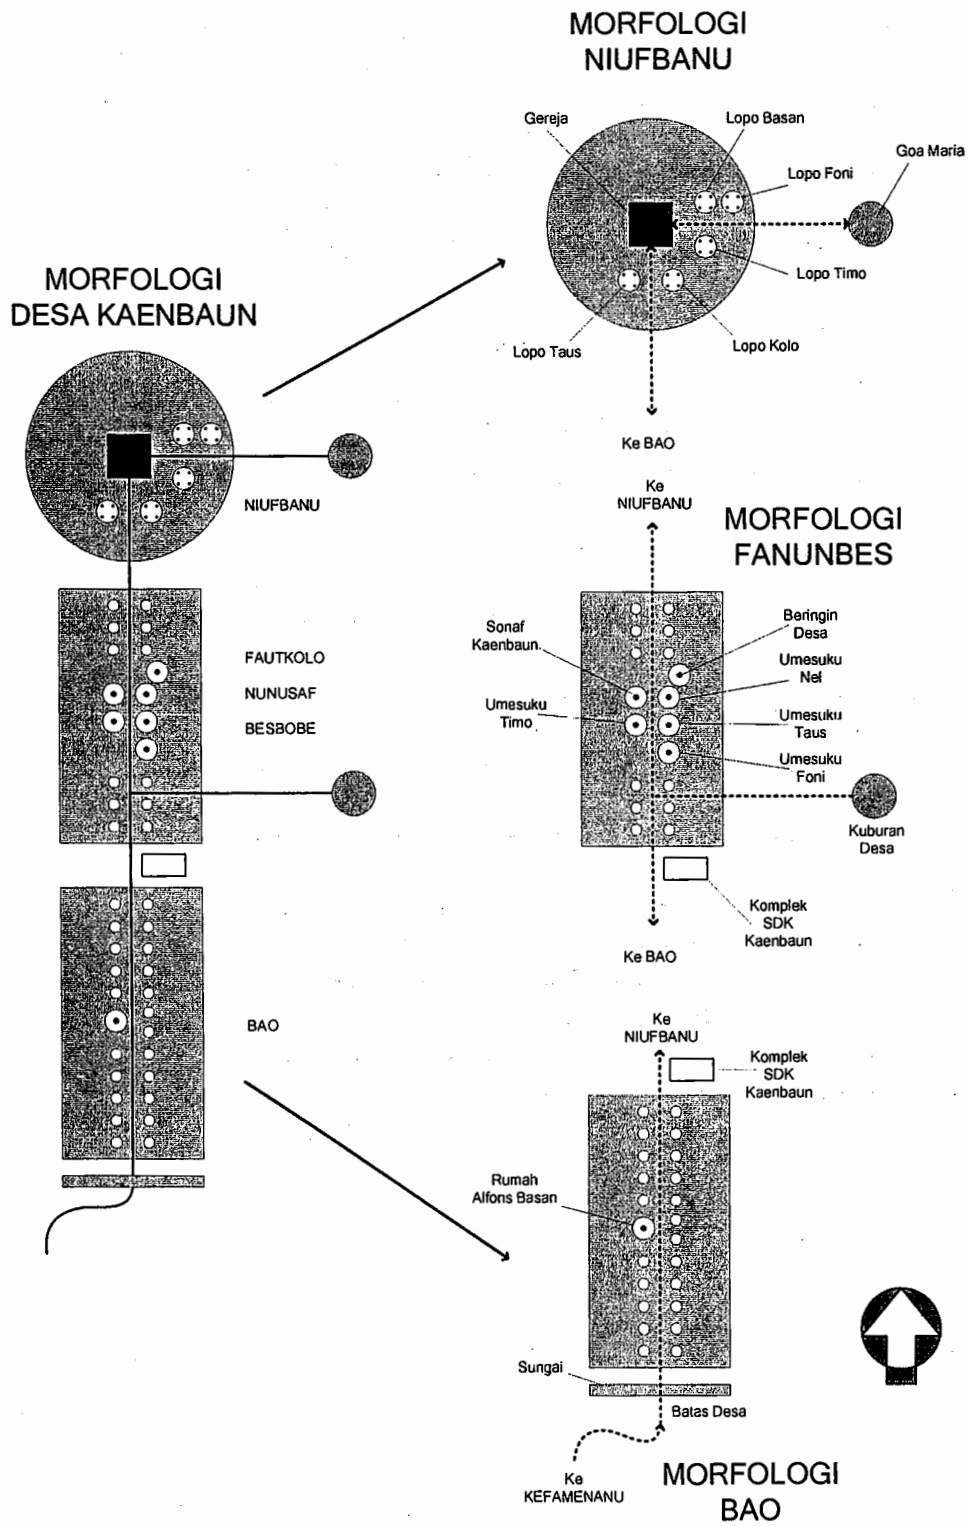 MORFOLOGI
NIUFBANU
Gereja
Lopo Basan
Goa Maria
Lopo Foni
Lopo Timo
Lopo Taus
Lopo Kolo
Ke BAO
MORFOLOGI
DESA KAENBAUN
NIUFBANU
FAUTKOLO
NUNUSAF
BESBOBE
BAO
Ke
NIUFBANU
MORFOLOGI
FANUNBES
Sonaf
Kaenbaun
Umesuku
Timo
Beringin
Desa
Umesuku
Nel
Umesuku
Taus
Umesuku
Foni
Kuburan
Desa
Komplek
SDK
Kaenbaun
Ke BAO
Ke
NIUFBANU
Komplek
SDK
Kaenbaun
Rumah
Alfons Basan
Sungai
Batas Desa
Ke
KEFAMENANU
MORFOLOGI
BAO